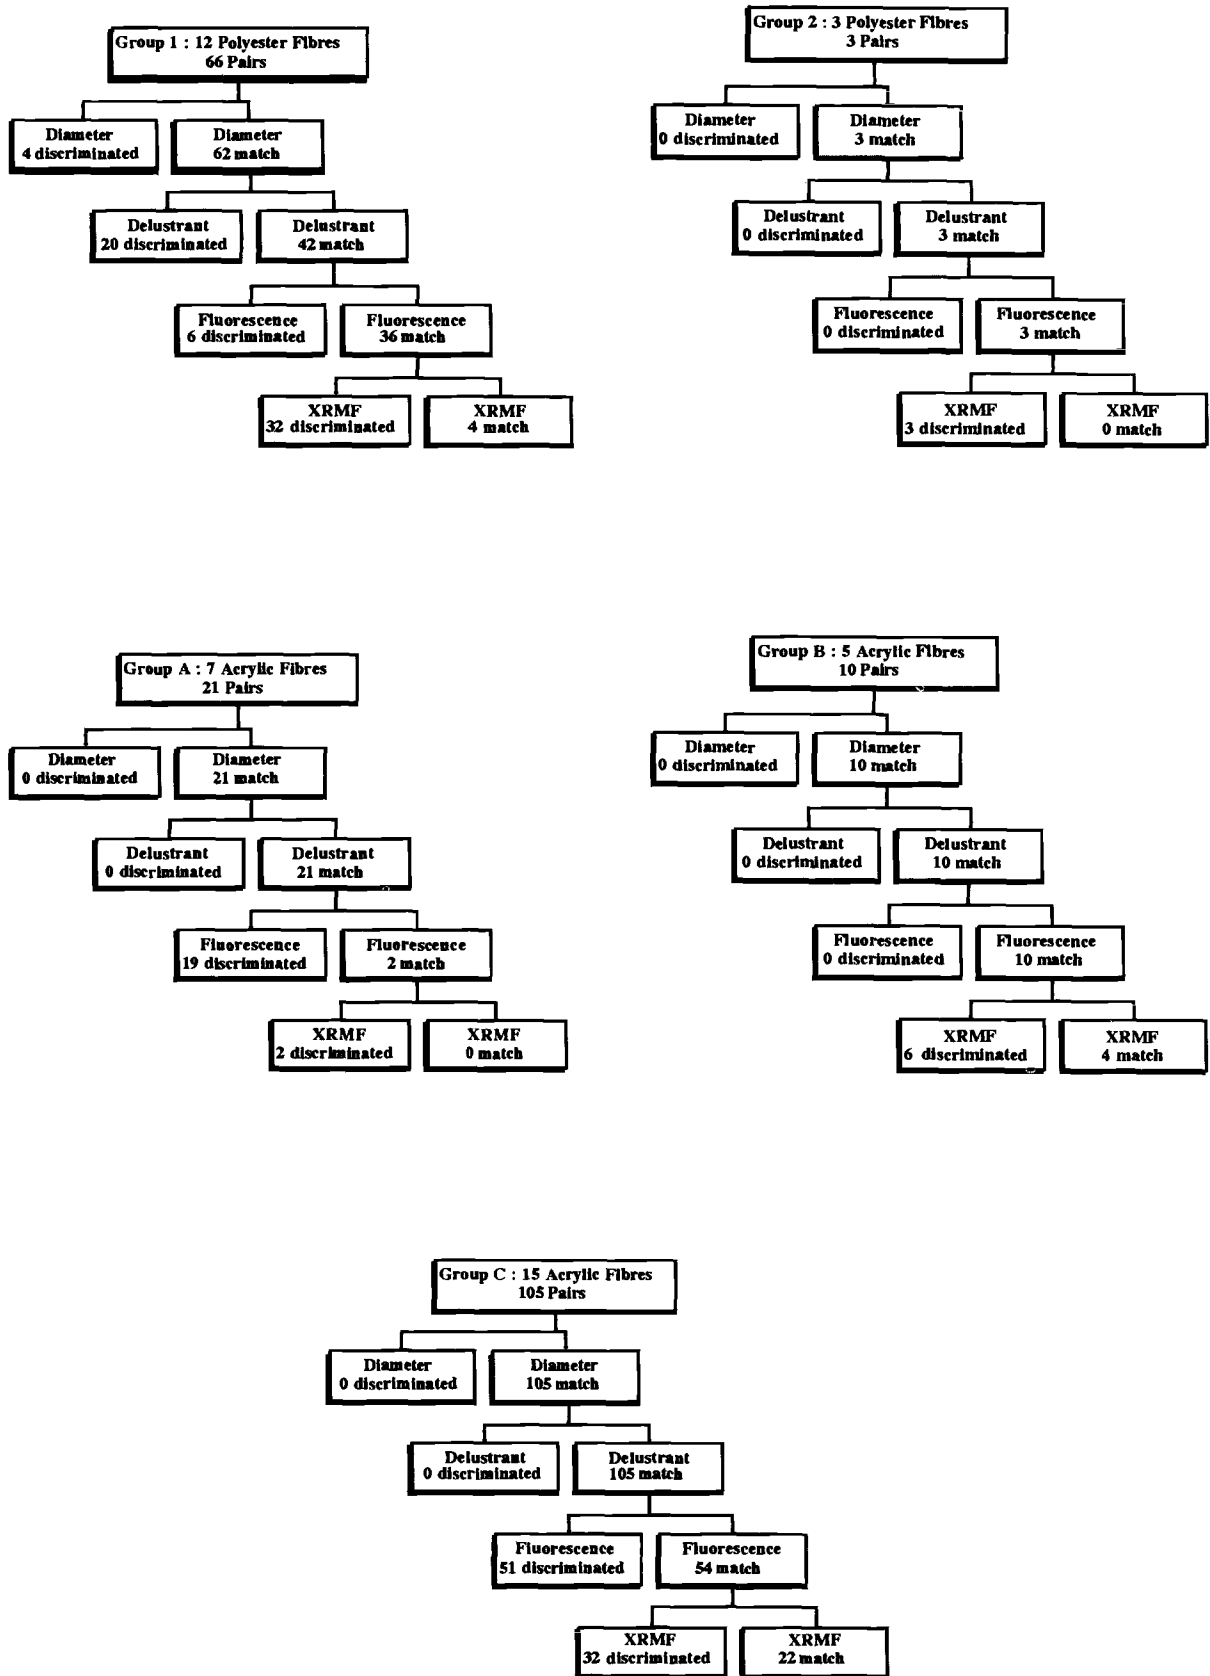 Group 1 : 12 Polyester Fibres
66 Pairs
Diameter
4 discriminated
Diameter
62 match
Delustrant
20 discriminated
Delustrant
42 match
Fluorescence
6 discriminated
Fluorescence
36 match
XRMF
32 discriminated
XRMF
4 match
Group 2 : 3 Polyester Fibres
3 Pairs
Diameter
0 discriminated
Diameter
3 match
Delustrant
0 discriminated
Delustrant
3 match
Fluorescence
0 discriminated
Fluorescence
3 match
XRMF
3 discriminated
XRMF
0 match
Group A : 7 Acrylic Fibres
21 Pairs
Diameter
0 discriminated
Diameter
21 match
Delustrant
0 discriminated
Delustrant
21 match
Fluorescence
19 discriminated
Fluorescence
2 match
XRMF
2 discriminated
XRMF
0 match
Group B : 5 Acrylic Fibres
10 Pairs
Diameter
0 discriminated
Diameter
10 match
Delustrant
0 discriminated
Delustrant
10 match
Fluorescence
0 discriminated
Fluorescence
10 match
XRMF
6 discriminated
XRMF
4 match
Group C : 15 Acrylic Fibres
105 Pairs
Diameter
0 discriminated
Diameter
105 match
Delustrant
0 discriminated
Delustrant
105 match
Fluorescence
51 discriminated
Fluorescence
54 match
XRMF
32 discriminated
XRMF
22 match